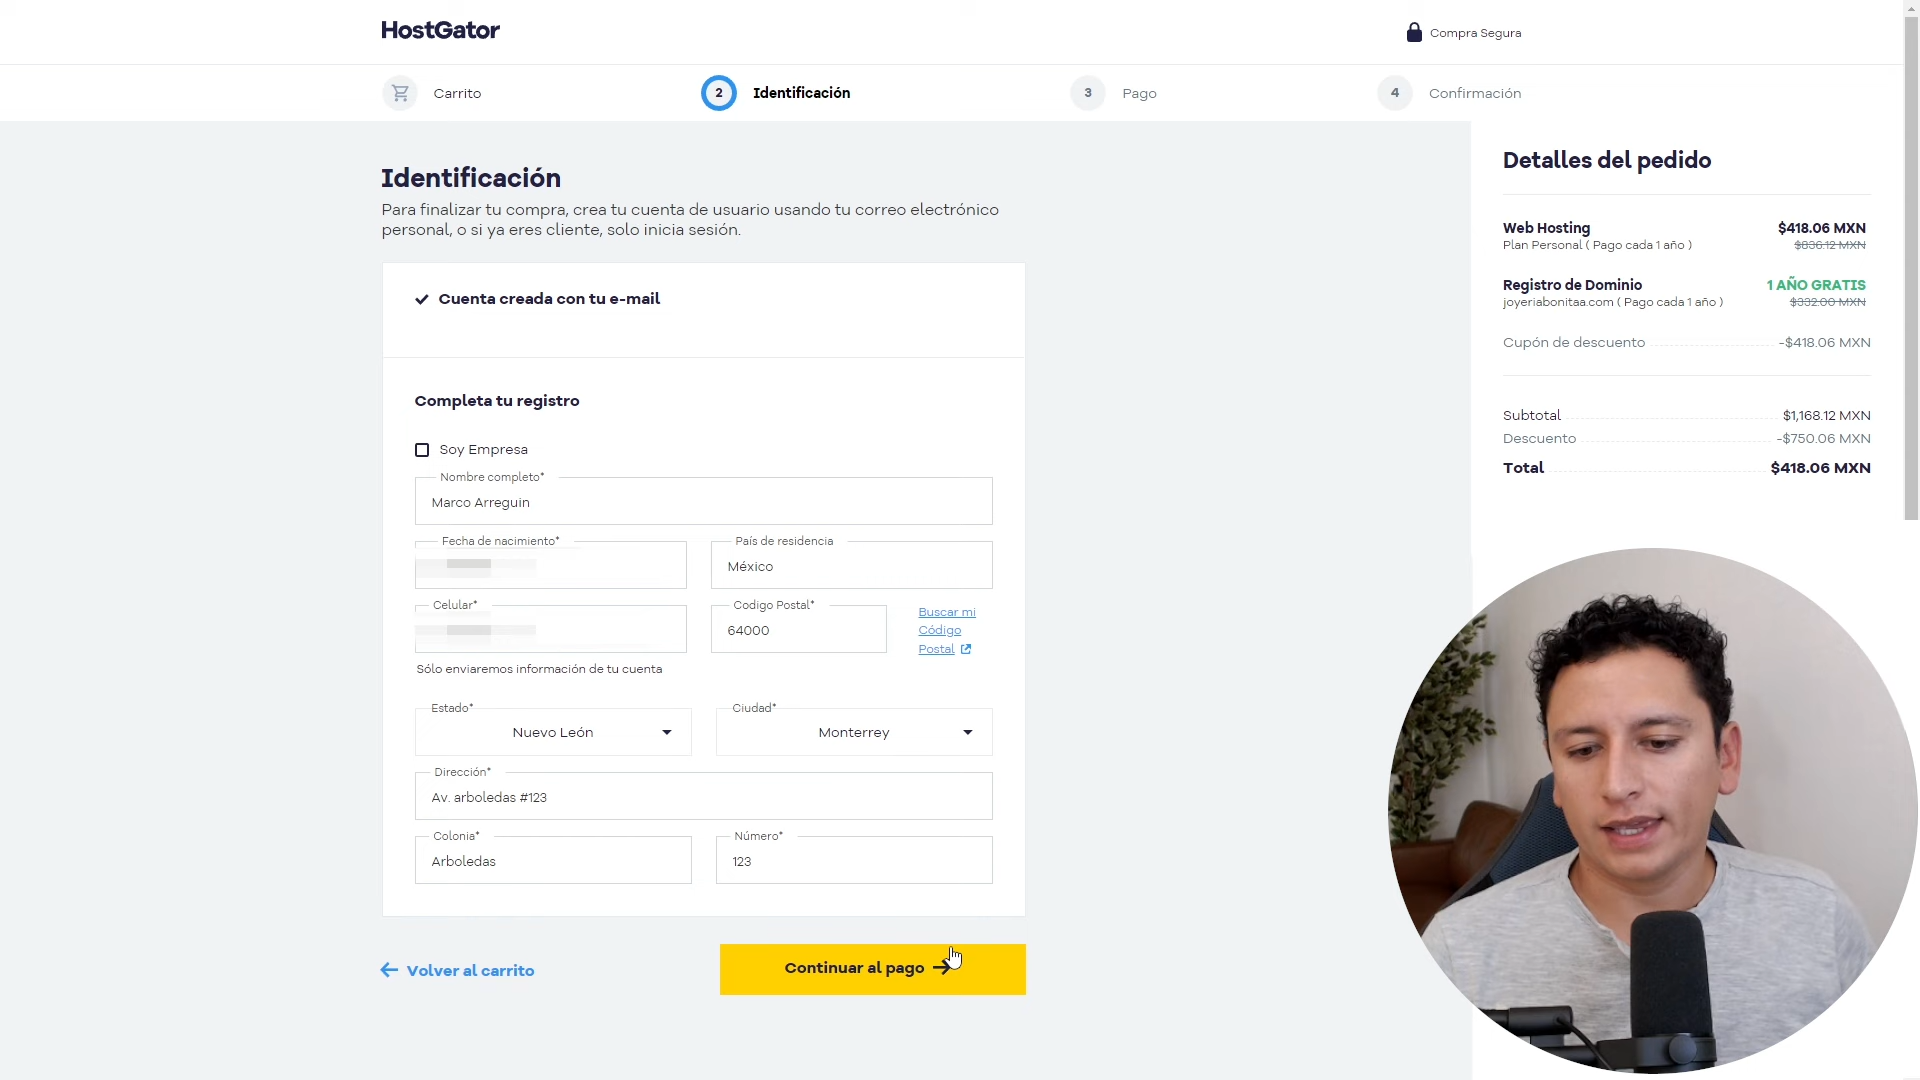 HostGator
Compra Segura
Carrito
2
Identificación
3
Pago
4
Confirmación
Identificación
Para finalizar tu compra, crea tu cuenta de usuario usando tu correo electrónico
personal, o si ya eres cliente, solo inicia sesión.
Cuenta creada con tu e-mail
Completa tu registro
Soy Empresa
Nombre completo*
Marco Arreguin
Fecha de nacimiento*
País de residencia
México
Celular*
Codigo Postal*
64000
Buscar mi
Código
Postal
Sólo enviaremos información de tu cuenta
Estado*
Nuevo León
Ciudad*
Monterrey
Dirección*
Av. arboledas #123
Colonia*
Arboledas
Número*
123
Volver al carrito
Continuar al pago
Detalles del pedido
Web Hosting
$418.06 MXN
Plan Personal ( Pago cada 1 año )
$836.12 MXN
Registro de Dominio
1 AÑO GRATIS
joyeriabonitaa.com ( Pago cada 1 año )
$332.00 MXN
Cupón de descuento
-$418.06 MXN
Subtotal
$1,168.12 MXN
Descuento
-$750.06 MXN
Total
$418.06 MXN